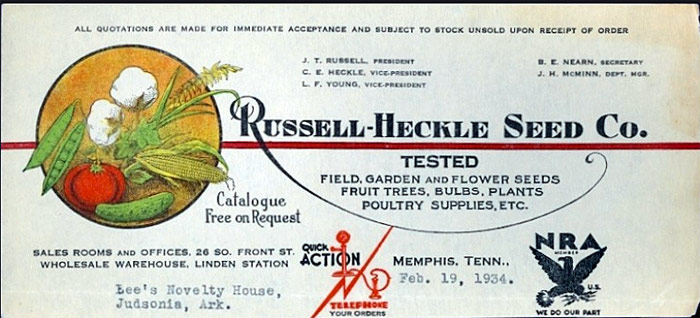 ALL QUOTATIONS ARE MADE FOR IMMEDIATE ACCEPTANCE AND SUBJECT TO STOCK UNSOLD UPON RECEIPT OF ORDER
J. T. RUSSELL, PRESIDENT
C. E. HECKLE, VICE-PRESIDENT
L. F. YOUNG, VICE-PRESIDENT
B. E. NEARN, SECRETARY
J. H. McMINN, DEPT. MGR.
RUSSELL-HECKLE SEED CO.
TESTED
FIELD, GARDEN AND FLOWER SEEDS
FRUIT TREES, BULBS, PLANTS
POULTRY SUPPLIES, ETC.
Catalogue
Free on Request
SALES ROOMS AND OFFICES, 26 SO. FRONT ST.
WHOLESALE WAREHOUSE, LINDEN STATION
QUICK
ACTION
TELEPHONE
YOUR ORDERS
MEMPHIS, TENN.,
Feb. 19, 1934.
NRA
MEMBER
U.S.
WE DO OUR PART
Lee's Novelty House,
Judsonia, Ark.